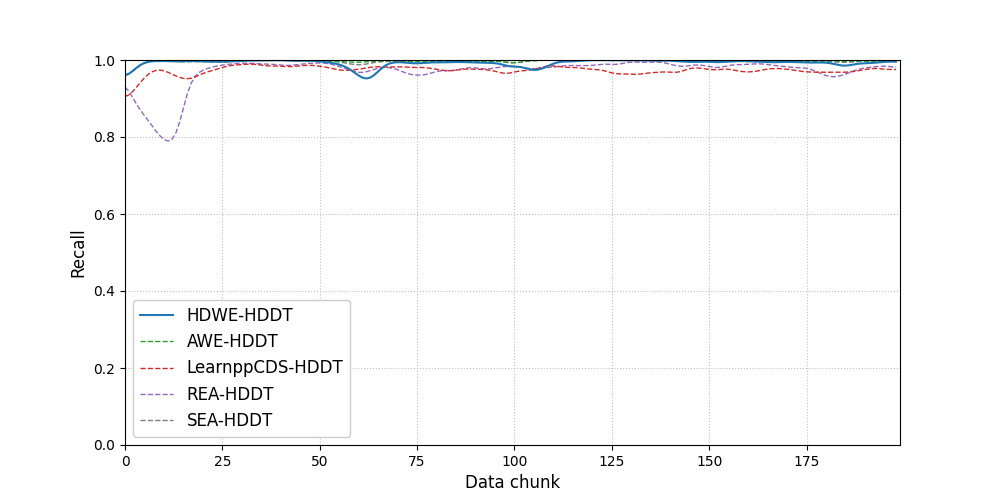 1.0
0.8
0.6
0.4
0.2
0.0
Recall
HDWE-HDDT
AWE-HDDT
LearnppCDS-HDDT
REA-HDDT
SEA-HDDT
0 25 50 75 100 125 150 175
Data chunk